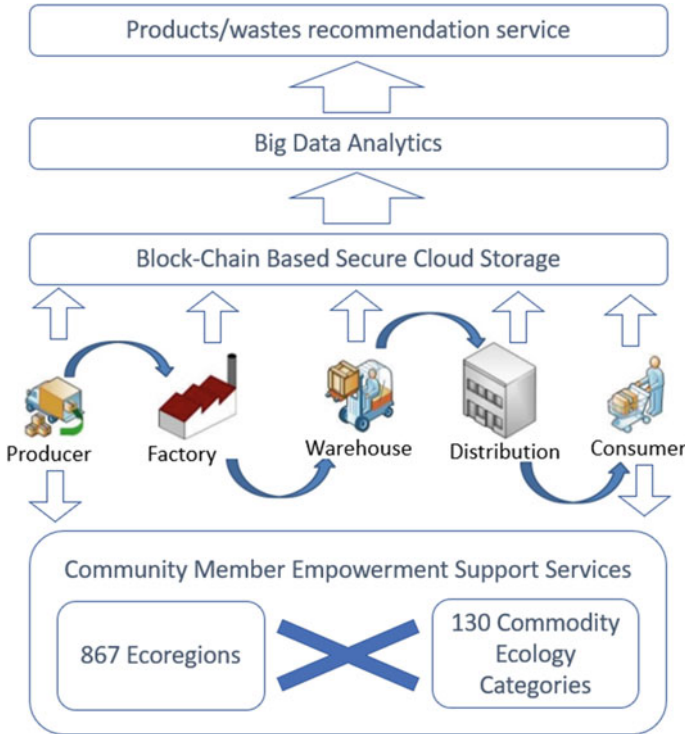 Products/wastes recommendation service
Big Data Analytics
Block-Chain Based Secure Cloud Storage
Producer
Factory
Warehouse
Distribution
Consumer
Community Member Empowerment Support Services
867 Ecoregions
130 Commodity
Ecology
Categories